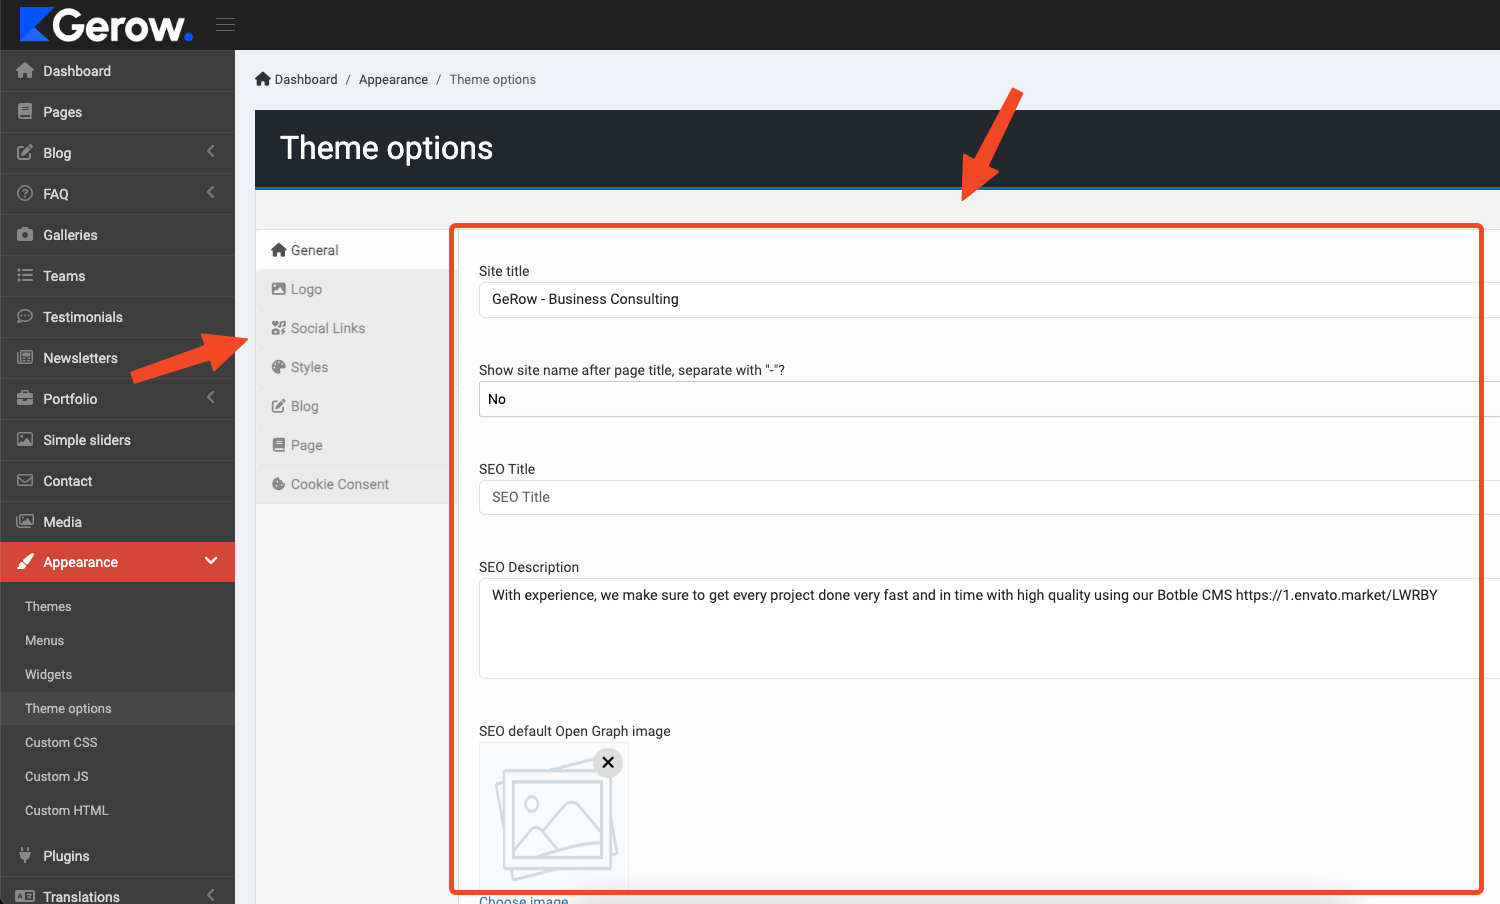 Gerow.
Dashboard
Pages
Blog
FAQ
Galleries
Teams
Testimonials
Newsletters
Portfolio
Simple sliders
Contact
Media
Appearance
Themes
Menus
Widgets
Theme options
Custom CSS
Custom JS
Custom HTML
Plugins
Translations
Dashboard / Appearance / Theme options
Theme options
General
Logo
Social Links
Styles
Blog
Page
Cookie Consent
Site title
GeRow - Business Consulting
Show site name after page title, separate with "-"?
No
SEO Title
SEO Title
SEO Description
With experience, we make sure to get every project done very fast and in time with high quality using our Botble CMS https://1.envato.market/LWRBY
SEO default Open Graph image
Choose image